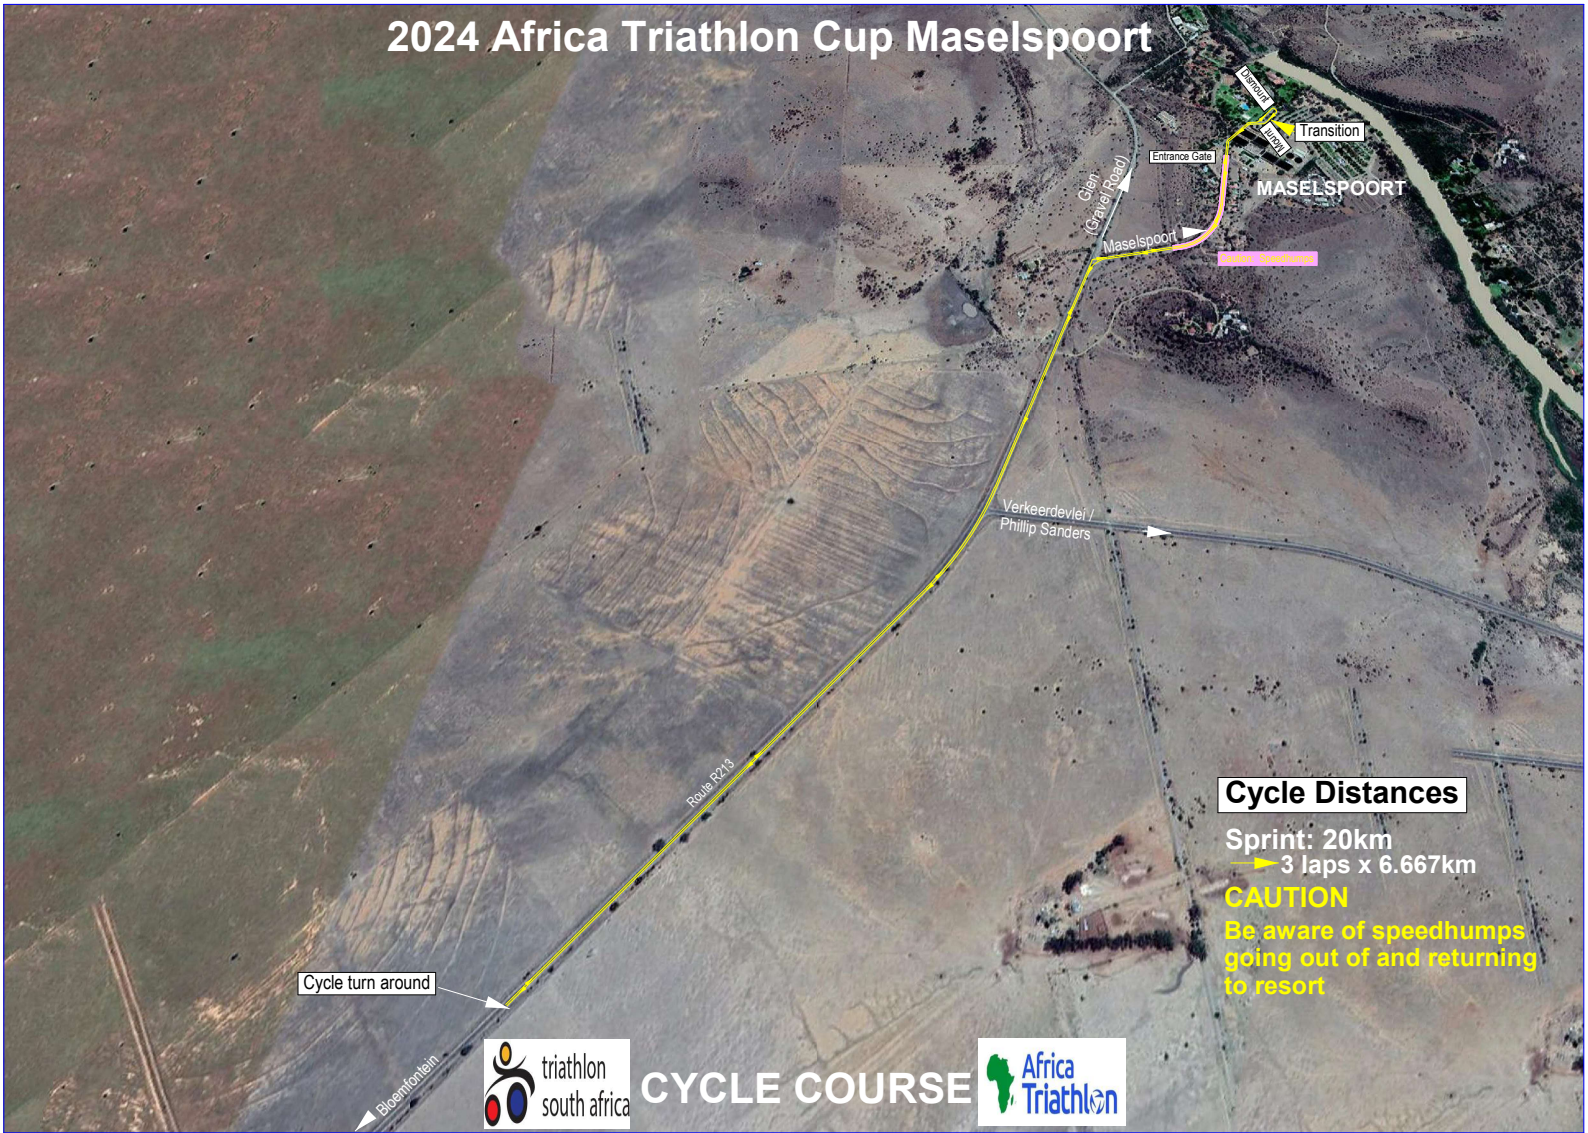 2024 Africa Triathlon Cup Maselspoort
Dismount
Mount
Transition
Entrance Gate
MASELSPOORT
Glen
(Gravel Road)
Maselspoort
Caution: Speedhumps
Verkeerdevlei /
Phillip Sanders
Route R213
Cycle Distances
Sprint: 20km
3 laps x 6.667km
CAUTION
Be aware of speedhumps
going out of and returning
to resort
Cycle turn around
Bloemfontein
triathlon
south africa
CYCLE COURSE
Africa
Triathlon